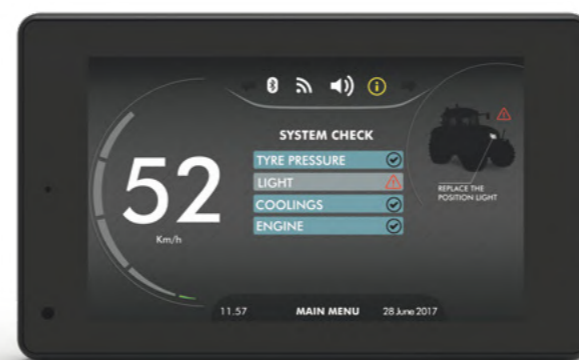 SYSTEM CHECK
TYRE PRESSURE
LIGHT
COOLINGS
ENGINE
52
Km/h
REPLACE THE
POSITION LIGHT
11.57 MAIN MENU 28 June 2017